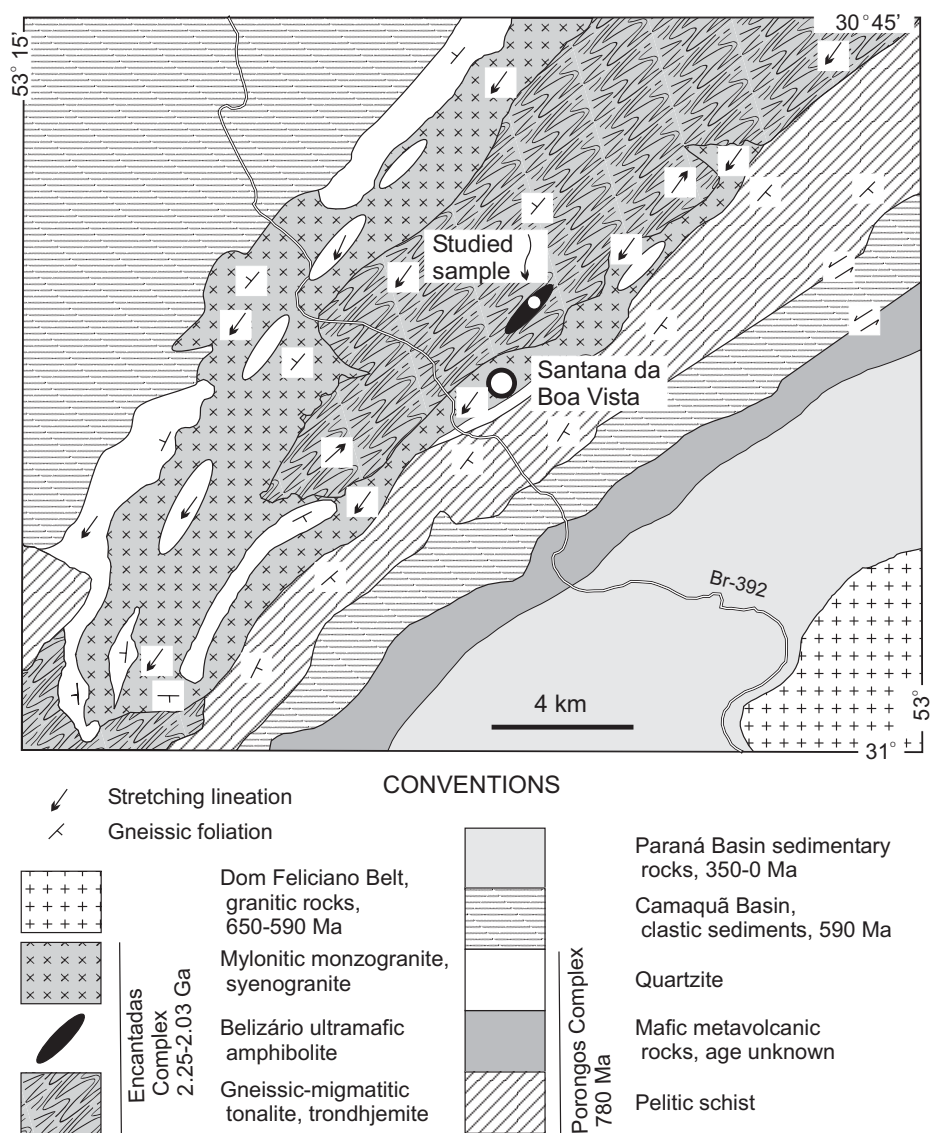 30°45'
53° 15'
Studied
sample
Santana da
Boa Vista
Br-392
4 km
53°
31°
CONVENTIONS
Stretching lineation
Gneissic foliation
Dom Feliciano Belt,
granitic rocks,
650-590 Ma
Mylonitic monzogranite,
syenogranite
Belizário ultramafic
amphibolite
Gneissic-migmatitic
tonalite, trondhjemite
Encantadas
Complex
2.25-2.03 Ga
Paraná Basin sedimentary
rocks, 350-0 Ma
Camaquã Basin,
clastic sediments, 590 Ma
Quartzite
Mafic metavolcanic
rocks, age unknown
Pelitic schist
Porongos Complex
780 Ma